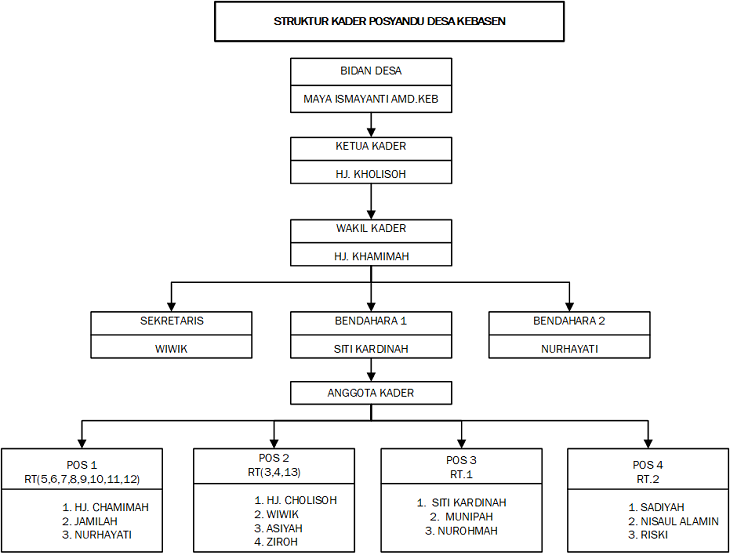 STRUKTUR KADER POSYANDU DESA KEBASEN
BIDAN DESA
MAYA ISMAYANTI AMD.KEB
KETUA KADER
HJ. KHOLISOH
WAKIL KADER
HJ. KHAMIMAH
SEKRETARIS
WIWIK
BENDAHARA 1
SITI KARDINAH
BENDAHARA 2
NURHAYATI
ANGGOTA KADER
POS 1
RT(5,6,7,8,9,10,11,12)
1. HJ. CHAMIMAH
2. JAMILAH
3. NURHAYATI
POS 2
RT(3,4,13)
1. HJ. CHOLISOH
2. WIWIK
3. ASIYAH
4. ZIROH
POS 3
RT.1
1. SITI KARDINAH
2. MUNIPAH
3. NUROHMAH
POS 4
RT.2
1. SADIYAH
2. NISAUL ALAMIN
3. RISKI